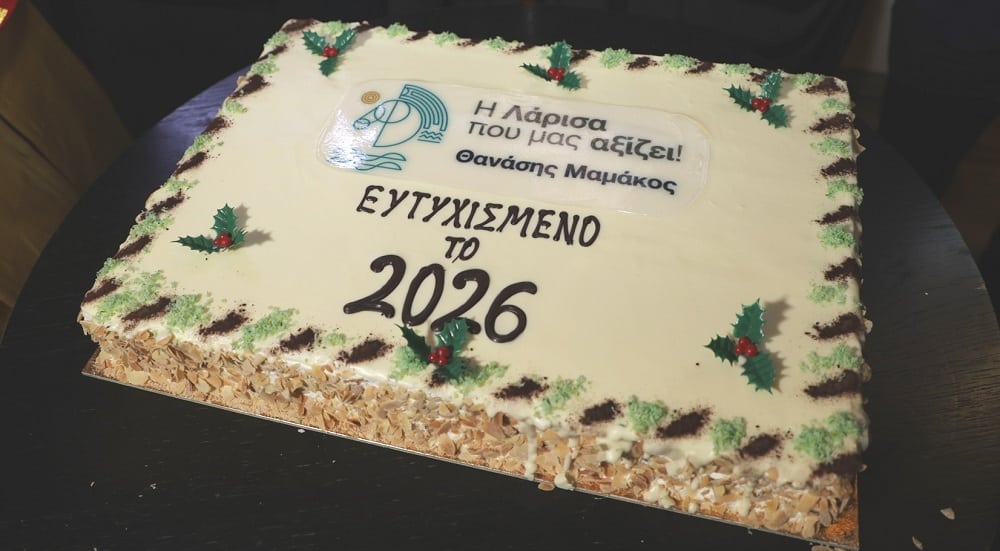 Η Λάρισα
που μας αξίζει!
Θανάσης Μαμάκος
ΕΥΤΥΧΙΣΜΕΝΟ
ΤΟ
2026